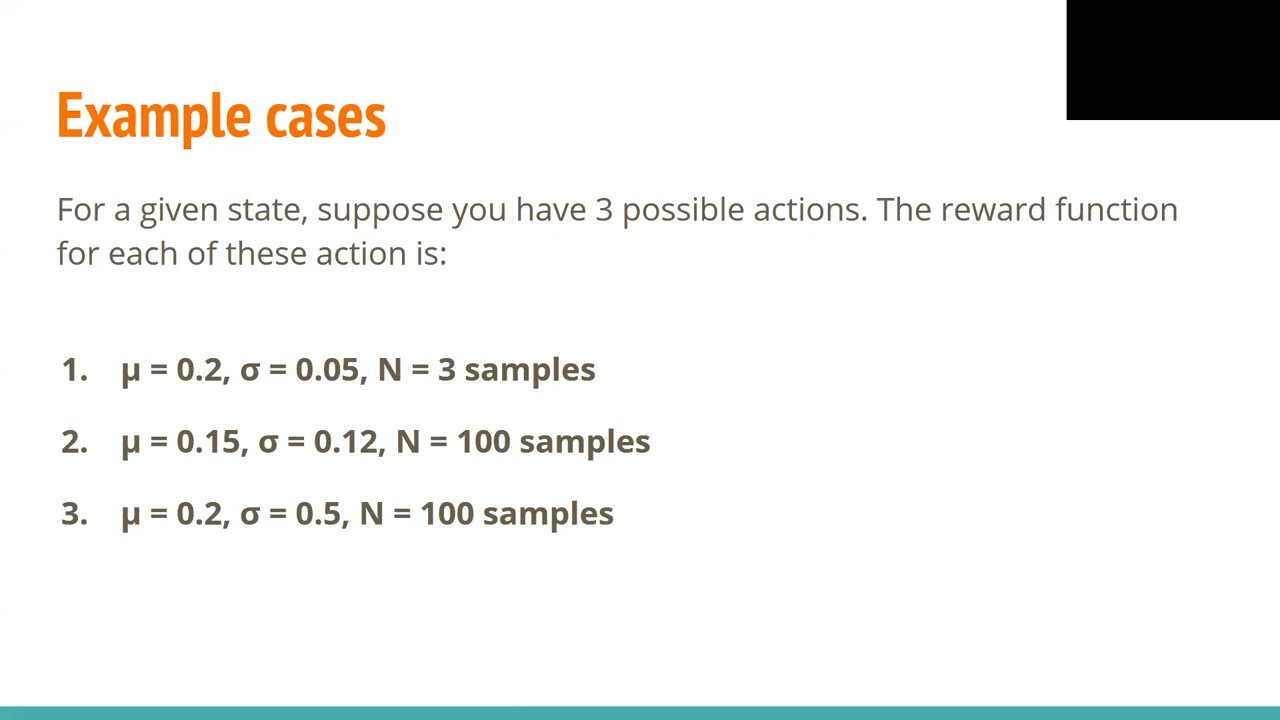 Example cases
For a given state, suppose you have 3 possible actions. The reward function
for each of these action is:
1. μ = 0.2, σ = 0.05, N = 3 samples
2. μ = 0.15, σ = 0.12, N = 100 samples
3. μ = 0.2, σ = 0.5, N = 100 samples